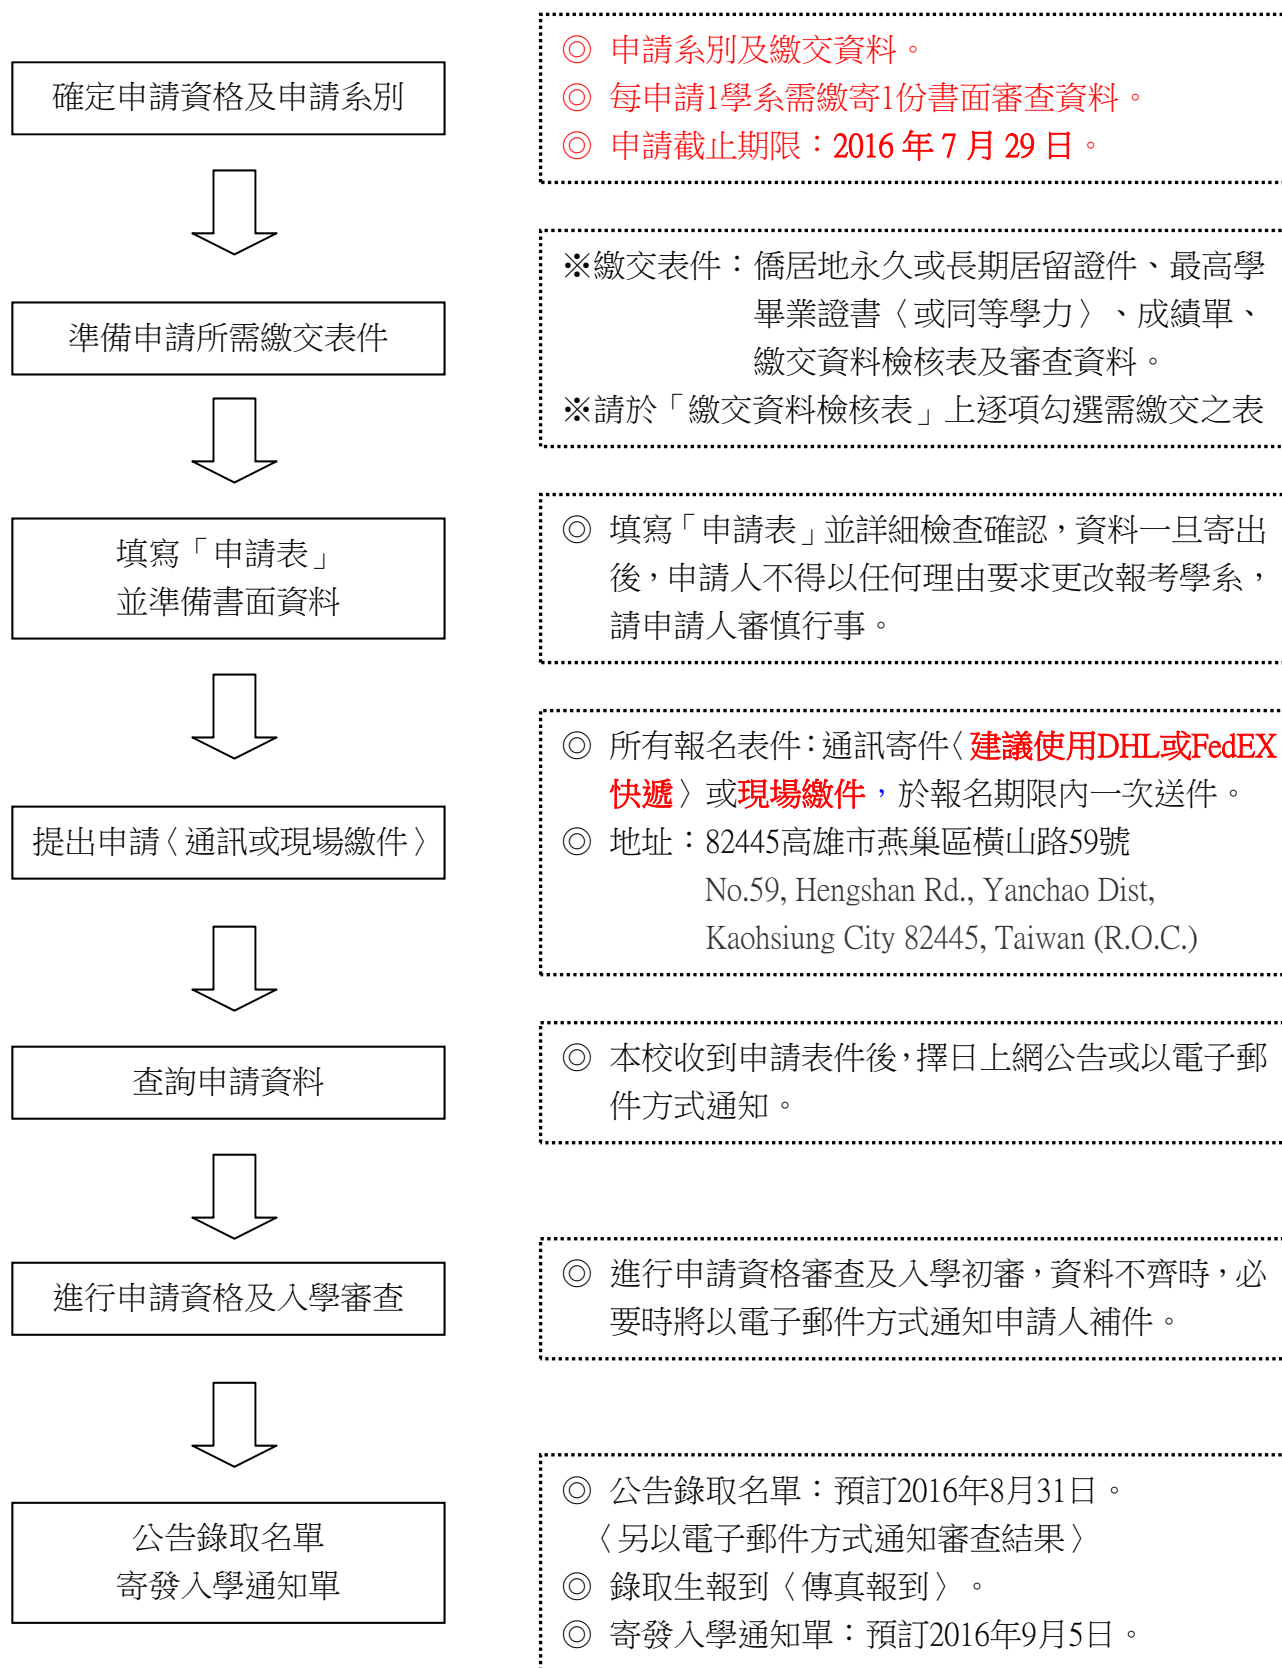 確定申請資格及申請系別
◎ 申請系別及繳交資料。
◎ 每申請1學系需繳寄1份書面審查資料。
◎ 申請截止期限：2016 年 7 月 29 日。
準備申請所需繳交表件
※繳交表件：僑居地永久或長期居留證件、最高學
畢業證書〈或同等學力〉、成績單、
繳交資料檢核表及審查資料。
※請於「繳交資料檢核表」上逐項勾選需繳交之表
填寫「申請表」
並準備書面資料
◎ 填寫「申請表」並詳細檢查確認，資料一旦寄出
後，申請人不得以任何理由要求更改報考學系，
請申請人審慎行事。
提出申請〈通訊或現場繳件〉
◎ 所有報名表件：通訊寄件〈建議使用DHL或FedEX
快遞〉或現場繳件，於報名期限內一次送件。
◎ 地址：82445高雄市燕巢區橫山路59號
No.59, Hengshan Rd., Yanchao Dist,
Kaohsiung City 82445, Taiwan (R.O.C.)
查詢申請資料
◎ 本校收到申請表件後，擇日上網公告或以電子郵
件方式通知。
進行申請資格及入學審查
◎ 進行申請資格審查及入學初審，資料不齊時，必
要時將以電子郵件方式通知申請人補件。
公告錄取名單
寄發入學通知單
◎ 公告錄取名單：預訂2016年8月31日。
〈另以電子郵件方式通知審查結果〉
◎ 錄取生報到〈傳真報到〉。
◎ 寄發入學通知單：預訂2016年9月5日。